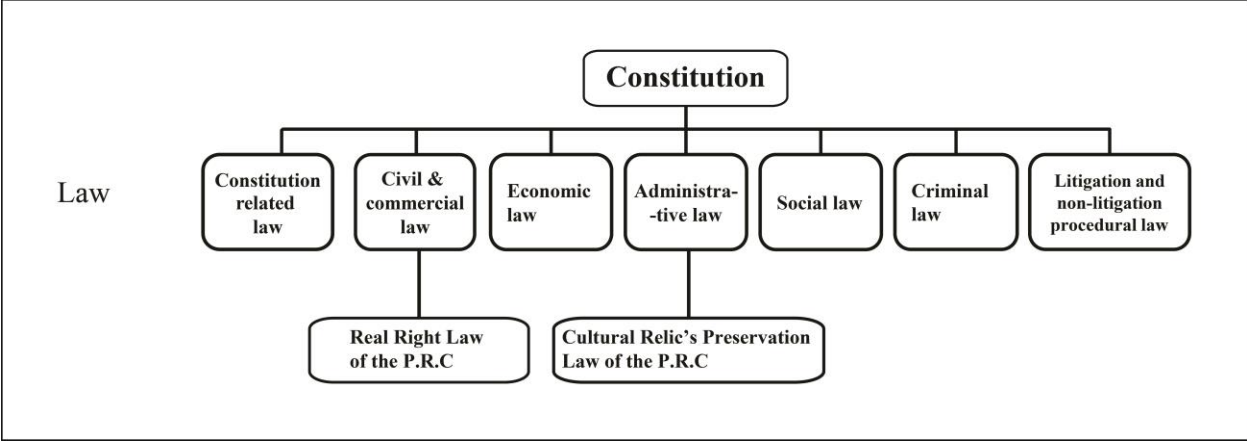 Constitution
Law
Constitution
related
law
Civil &
commercial
law
Economic
law
Administra-
-tive law
Social law
Criminal
law
Litigation and
non-litigation
procedural law
Real Right Law
of the P.R.C
Cultural Relic’s Preservation
Law of the P.R.C